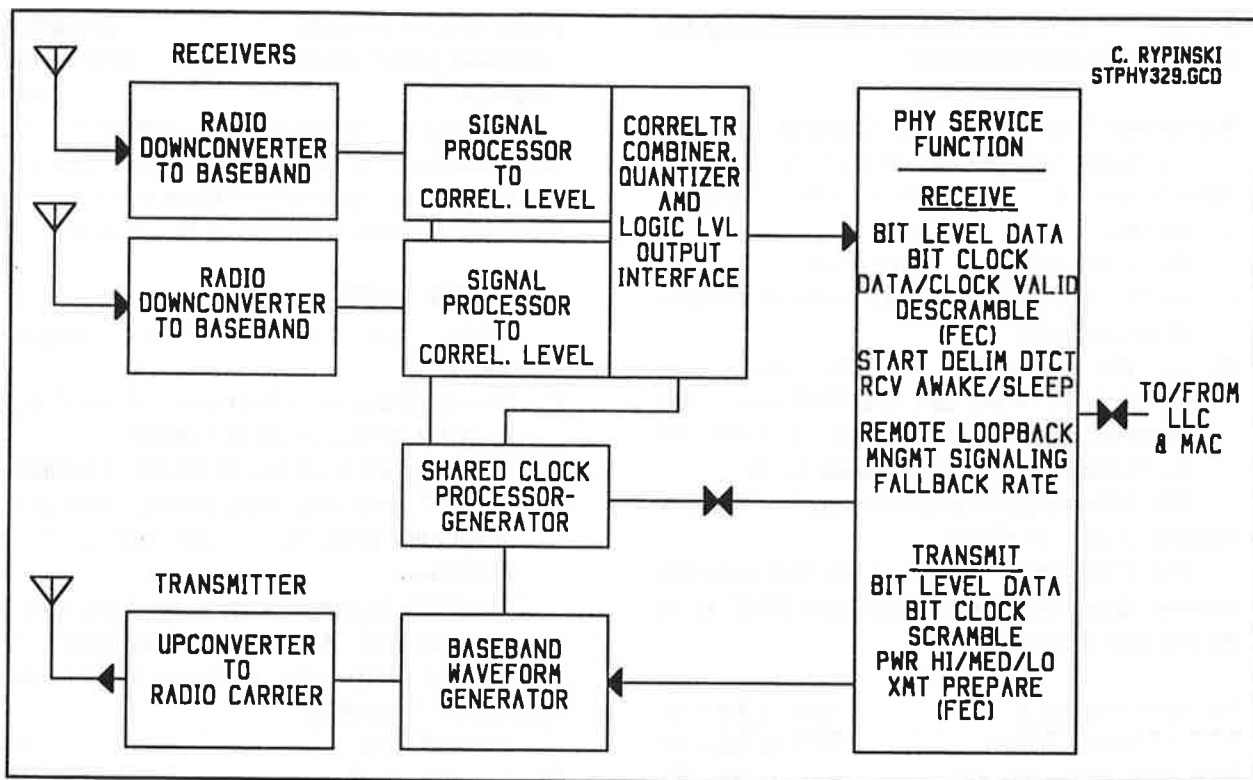 RECEIVERS
C. RYPINSKI
STPHY329.GCD
RADIO
DOWNCONVERTER
TO BASEBAND
SIGNAL
PROCESSOR
TO
CORREL. LEVEL
CORRELTR
COMBINER.
QUANTIZER
AMD
LOGIC LVL
OUTPUT
INTERFACE
RADIO
DOWNCONVERTER
TO BASEBAND
SIGNAL
PROCESSOR
TO
CORREL. LEVEL
PHY SERVICE
FUNCTION
RECEIVE
BIT LEVEL DATA
BIT CLOCK
DATA/CLOCK VALID
DESCRAMBLE
(FEC)
START DELIM DTCT
RCV AWAKE/SLEEP
REMOTE LOOPBACK
MNGMT SIGNALING
FALLBACK RATE
TRANSMIT
BIT LEVEL DATA
BIT CLOCK
SCRAMBLE
PWR HI/MED/LO
XMT PREPARE
(FEC)
TO/FROM
LLC
& MAC
SHARED CLOCK
PROCESSOR-
GENERATOR
TRANSMITTER
UPCONVERTER
TO
RADIO CARRIER
BASEBAND
WAVEFORM
GENERATOR